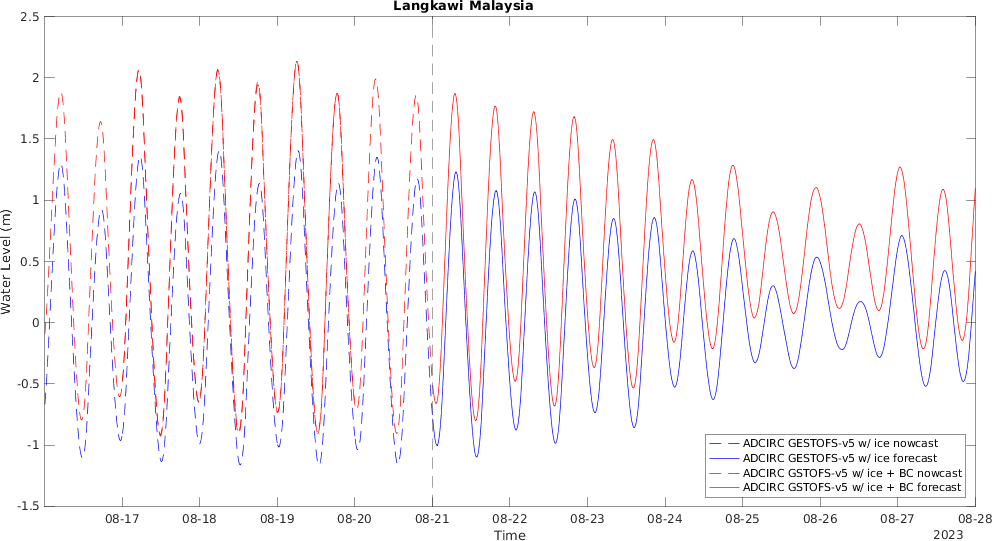 Langkawi Malaysia
2.5
2
1.5
1
0.5
0
-0.5
-1
-1.5
Water Level (m)
ADCIRC GESTOFS-v5 w/ ice nowcast
ADCIRC GESTOFS-v5 w/ ice forecast
ADCIRC GSTOFS-v5 w/ ice + BC nowcast
ADCIRC GSTOFS-v5 w/ ice + BC forecast
08-17 08-18 08-19 08-20 08-21 08-22 08-23 08-24 08-25 08-26 08-27 08-28
Time
2023